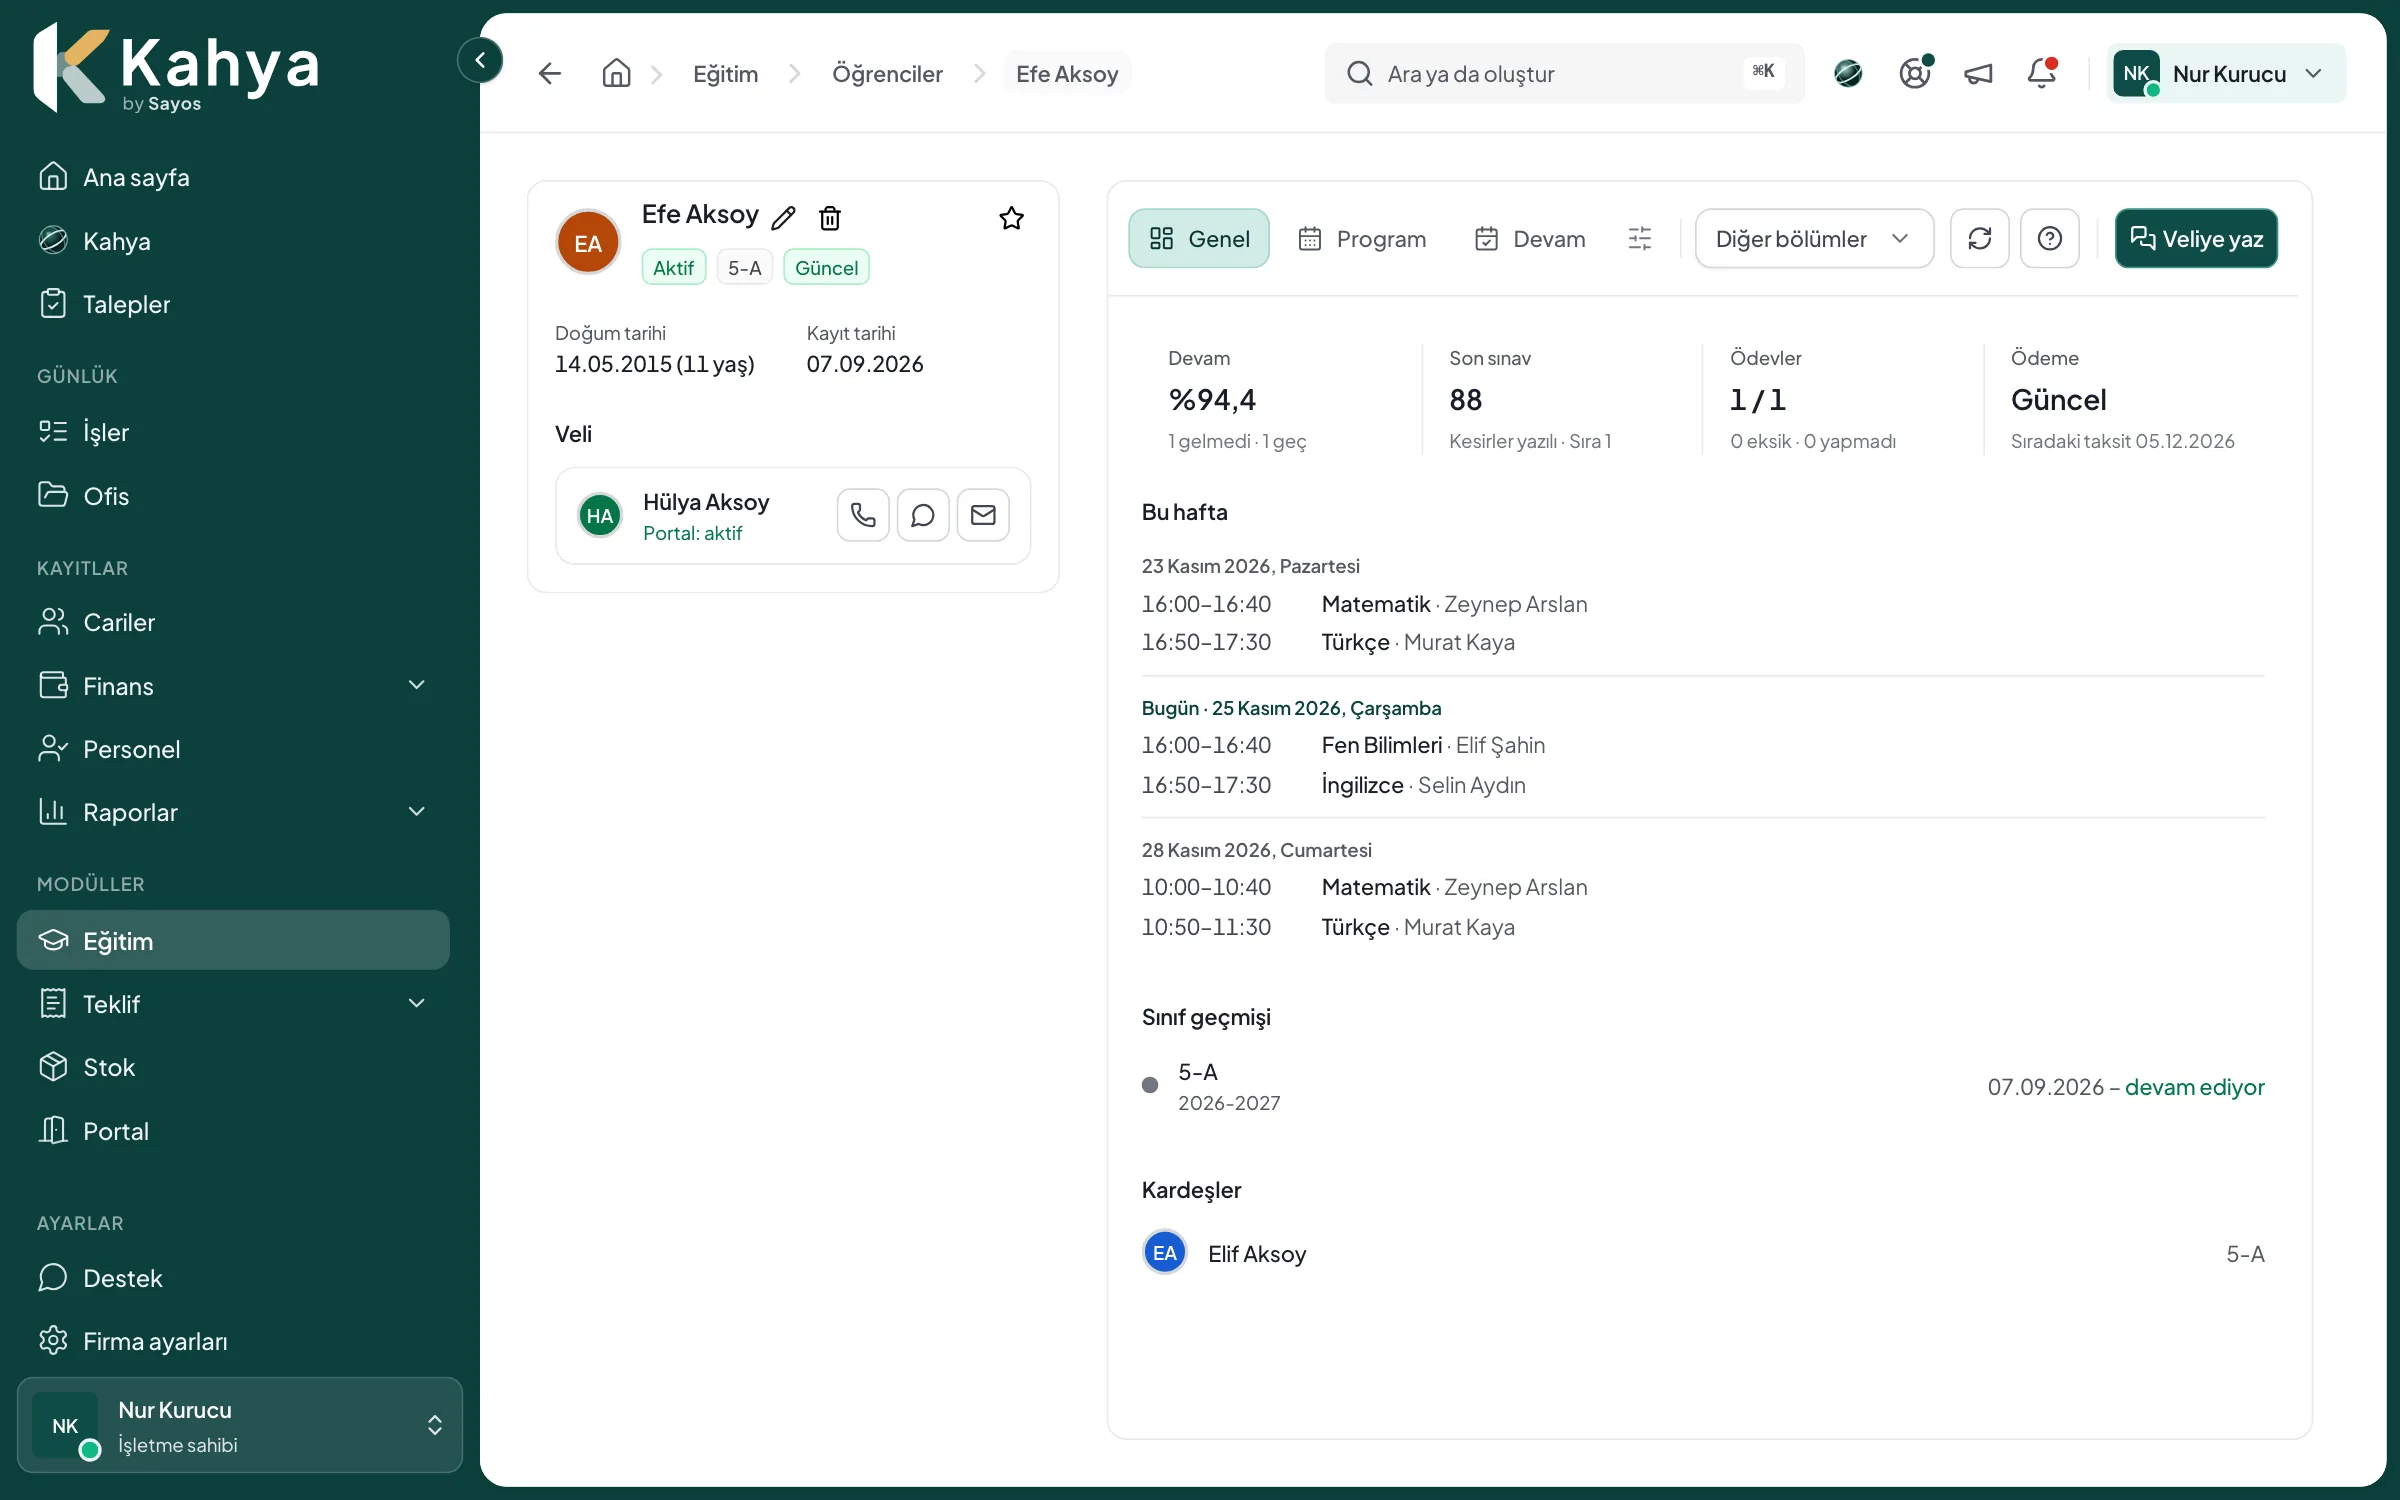 Kahya
by Sayos
Ana sayfa
Kahya
Talepler
GÜNLÜK
İşler
Ofis
KAYITLAR
Cariler
Finans
Personel
Raporlar
MODÜLLER
Eğitim
Teklif
Stok
Portal
AYARLAR
Destek
Firma ayarları
NK
Nur Kurucu
İşletme sahibi
Eğitim
Öğrenciler
Efe Aksoy
Ara ya da oluştur
⌘K
NK
Nur Kurucu
EA
Efe Aksoy
Aktif
5-A
Güncel
Doğum tarihi
Kayıt tarihi
14.05.2015 (11 yaş)
07.09.2026
Veli
HA
Hülya Aksoy
Portal: aktif
Genel
Program
Devam
Diğer bölümler
Veliye yaz
Devam
%94,4
1 gelmedi · 1 geç
Son sınav
88
Kesirler yazılı · Sıra 1
Ödevler
1 / 1
0 eksik · 0 yapmadı
Ödeme
Güncel
Sıradaki taksit 05.12.2026
Bu hafta
23 Kasım 2026, Pazartesi
16:00–16:40 Matematik · Zeynep Arslan
16:50–17:30 Türkçe · Murat Kaya
Bugün · 25 Kasım 2026, Çarşamba
16:00–16:40 Fen Bilimleri · Elif Şahin
16:50–17:30 İngilizce · Selin Aydın
28 Kasım 2026, Cumartesi
10:00–10:40 Matematik · Zeynep Arslan
10:50–11:30 Türkçe · Murat Kaya
Sınıf geçmişi
5-A
2026-2027
07.09.2026 – devam ediyor
Kardeşler
EA
Elif Aksoy
5-A